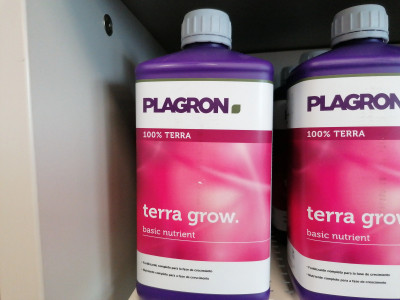 PLAGRON
100% TERRA
terra grow.
basic nutrient
PLAGRON
100% TERRA
terra grow
basic nutrient